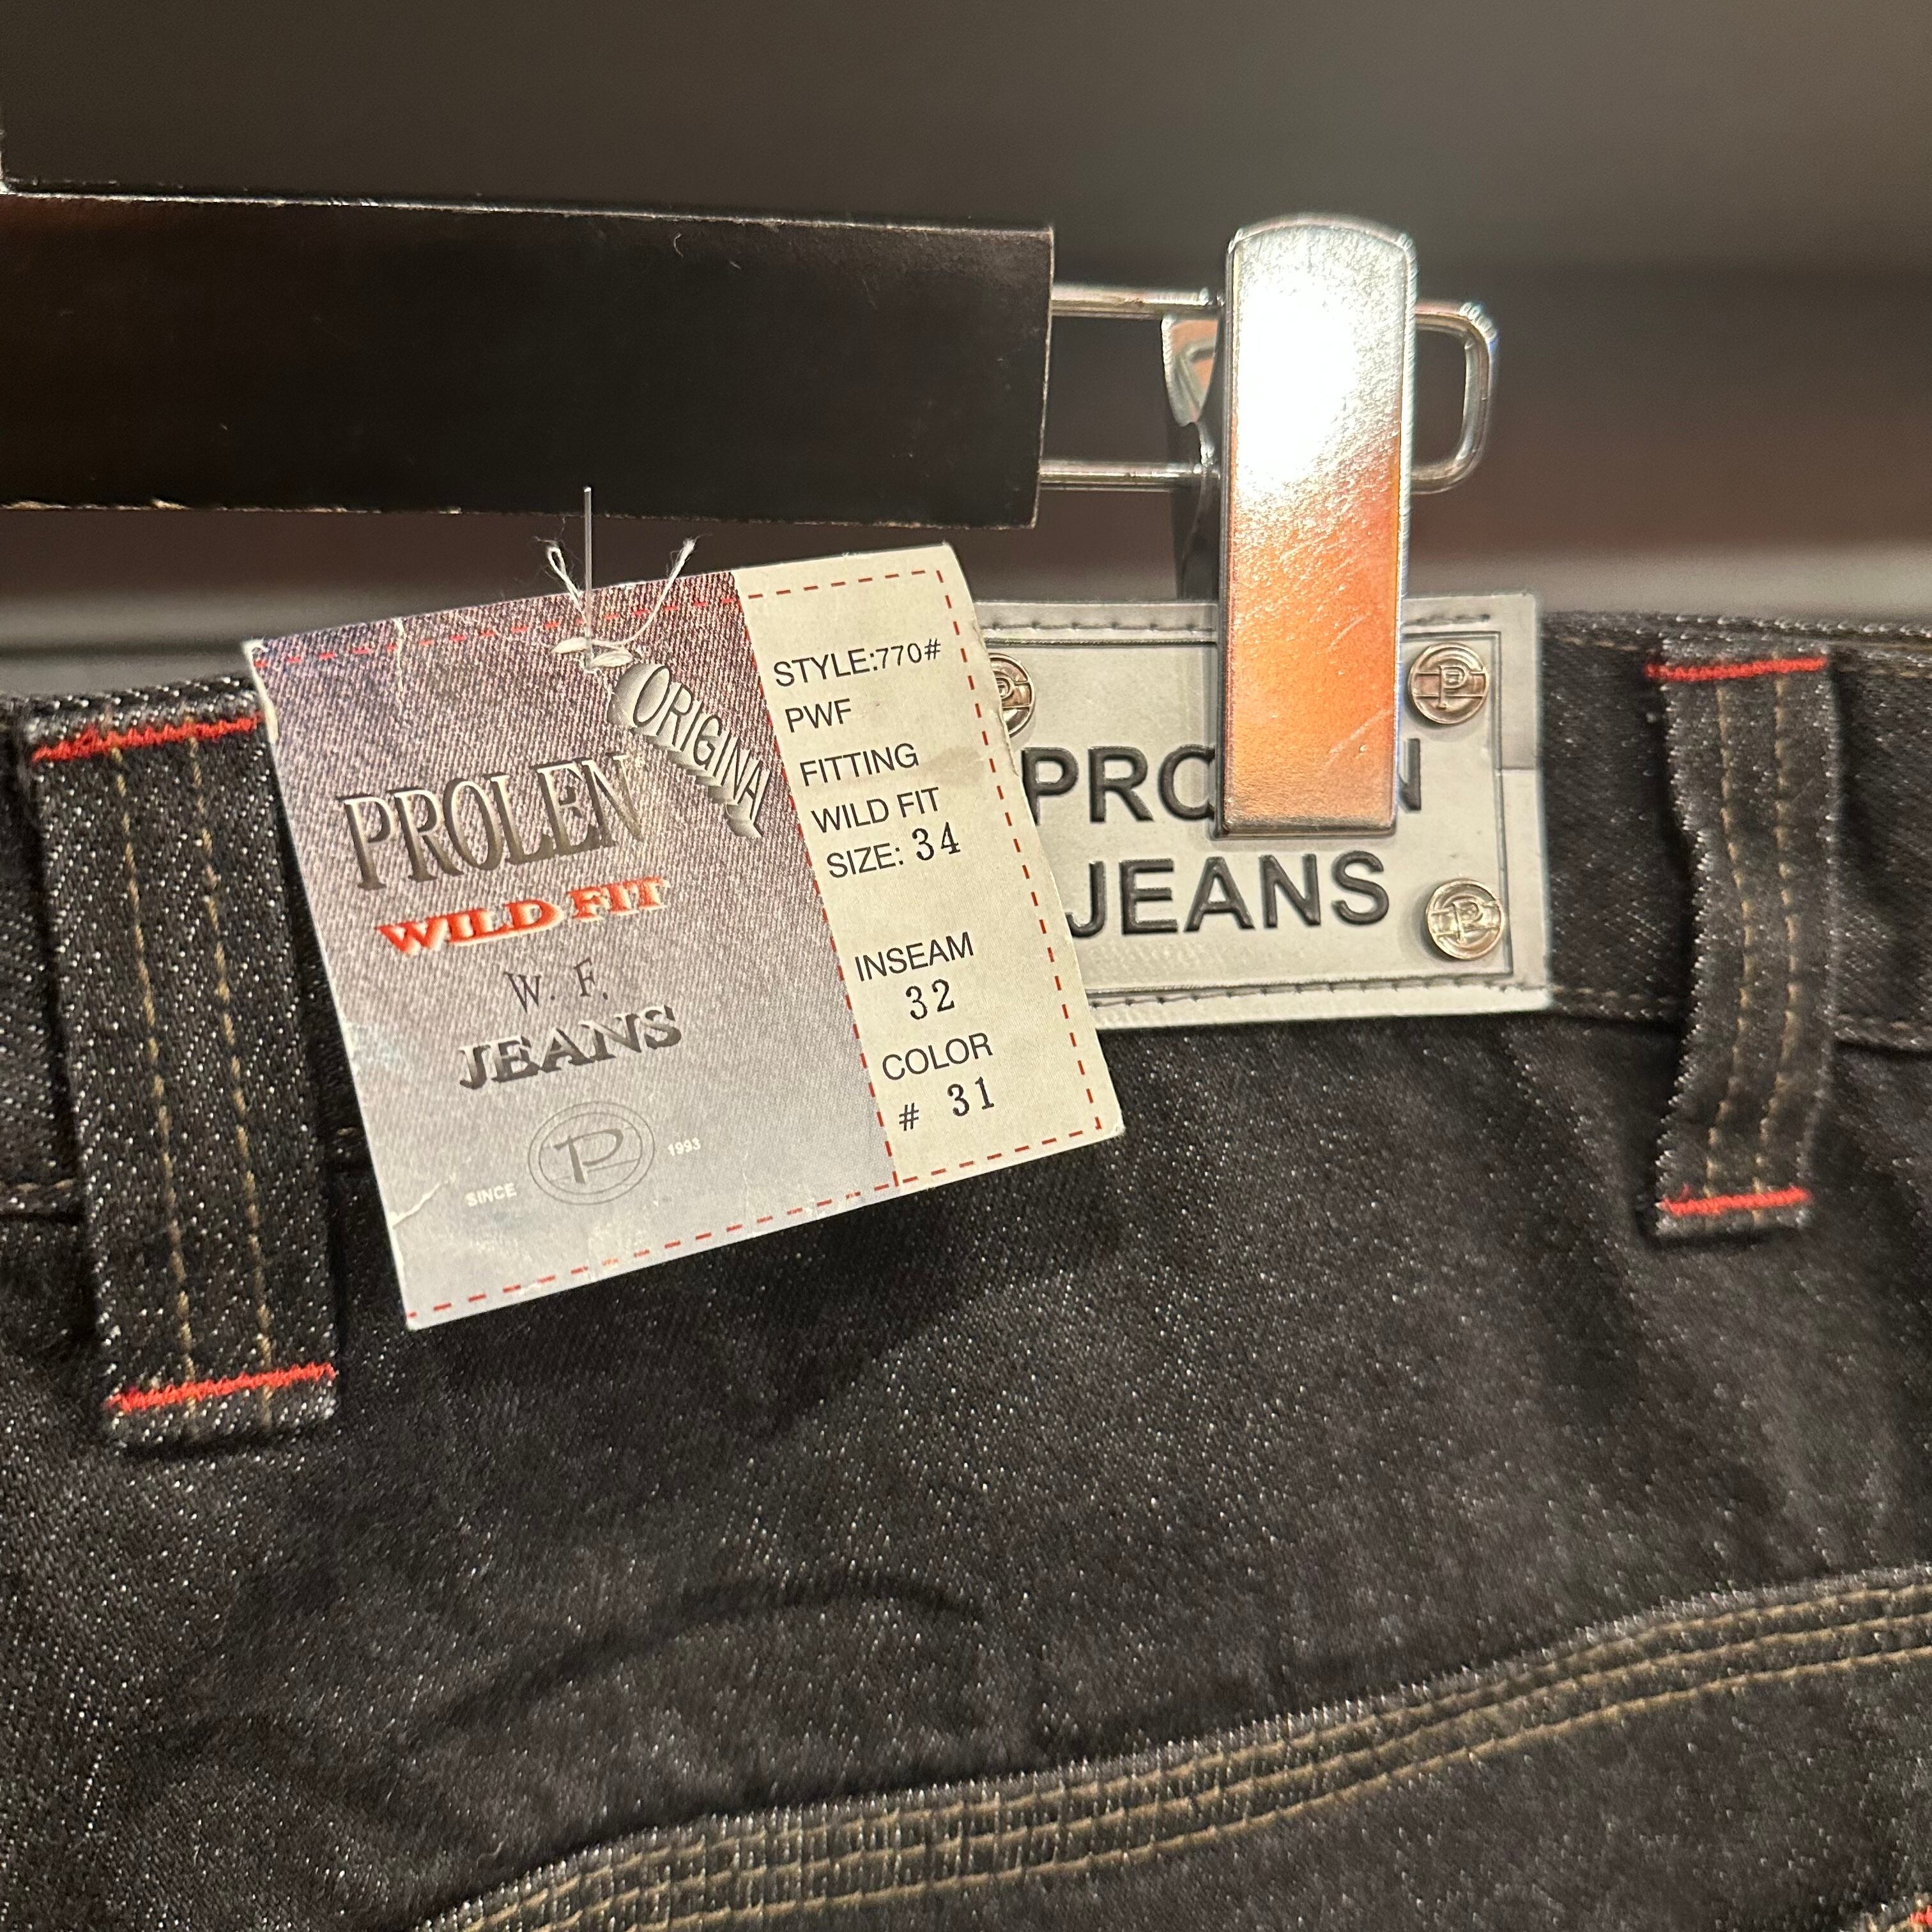 ORIGINAL
PROLEN
WILD FIT
W. F.
JEANS
SINCE P 1993
STYLE:770#
PWF
FITTING
WILD FIT
SIZE: 34
INSEAM
32
COLOR
# 31
P
P
JEANS
P